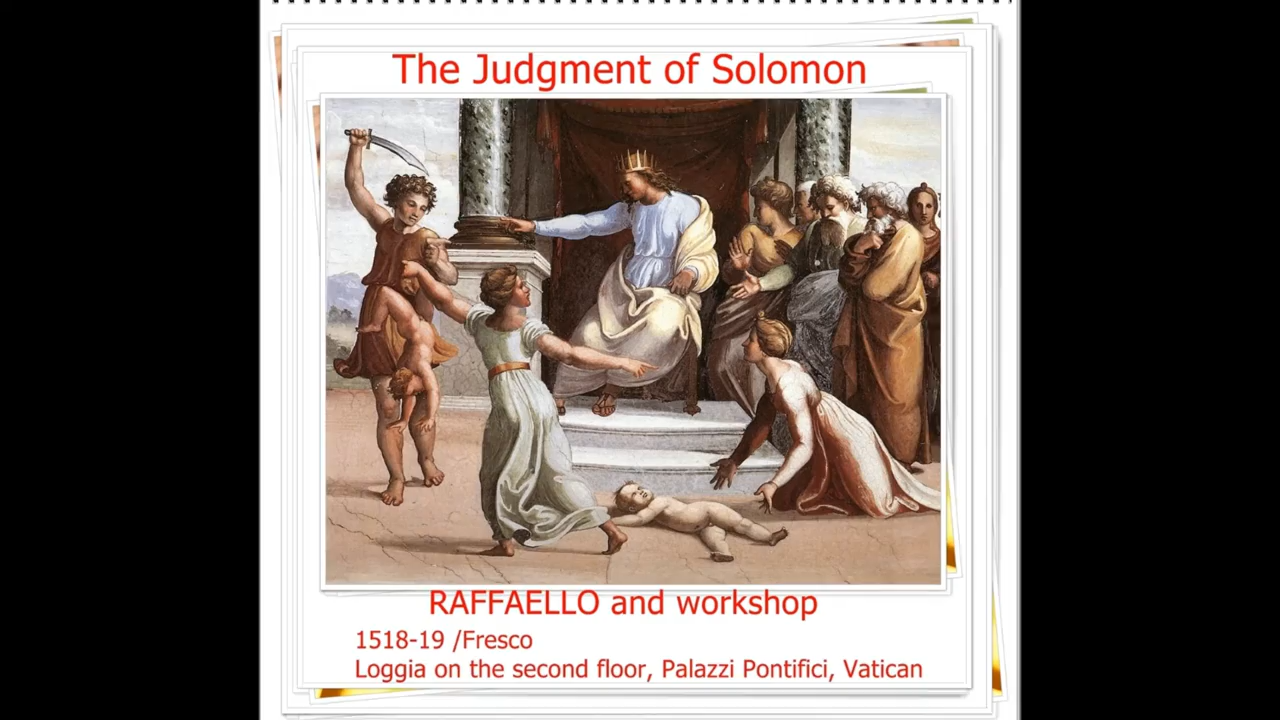 The Judgment of Solomon
RAFFAELLO and workshop
1518-19 /Fresco
Loggia on the second floor, Palazzi Pontifici, Vatican